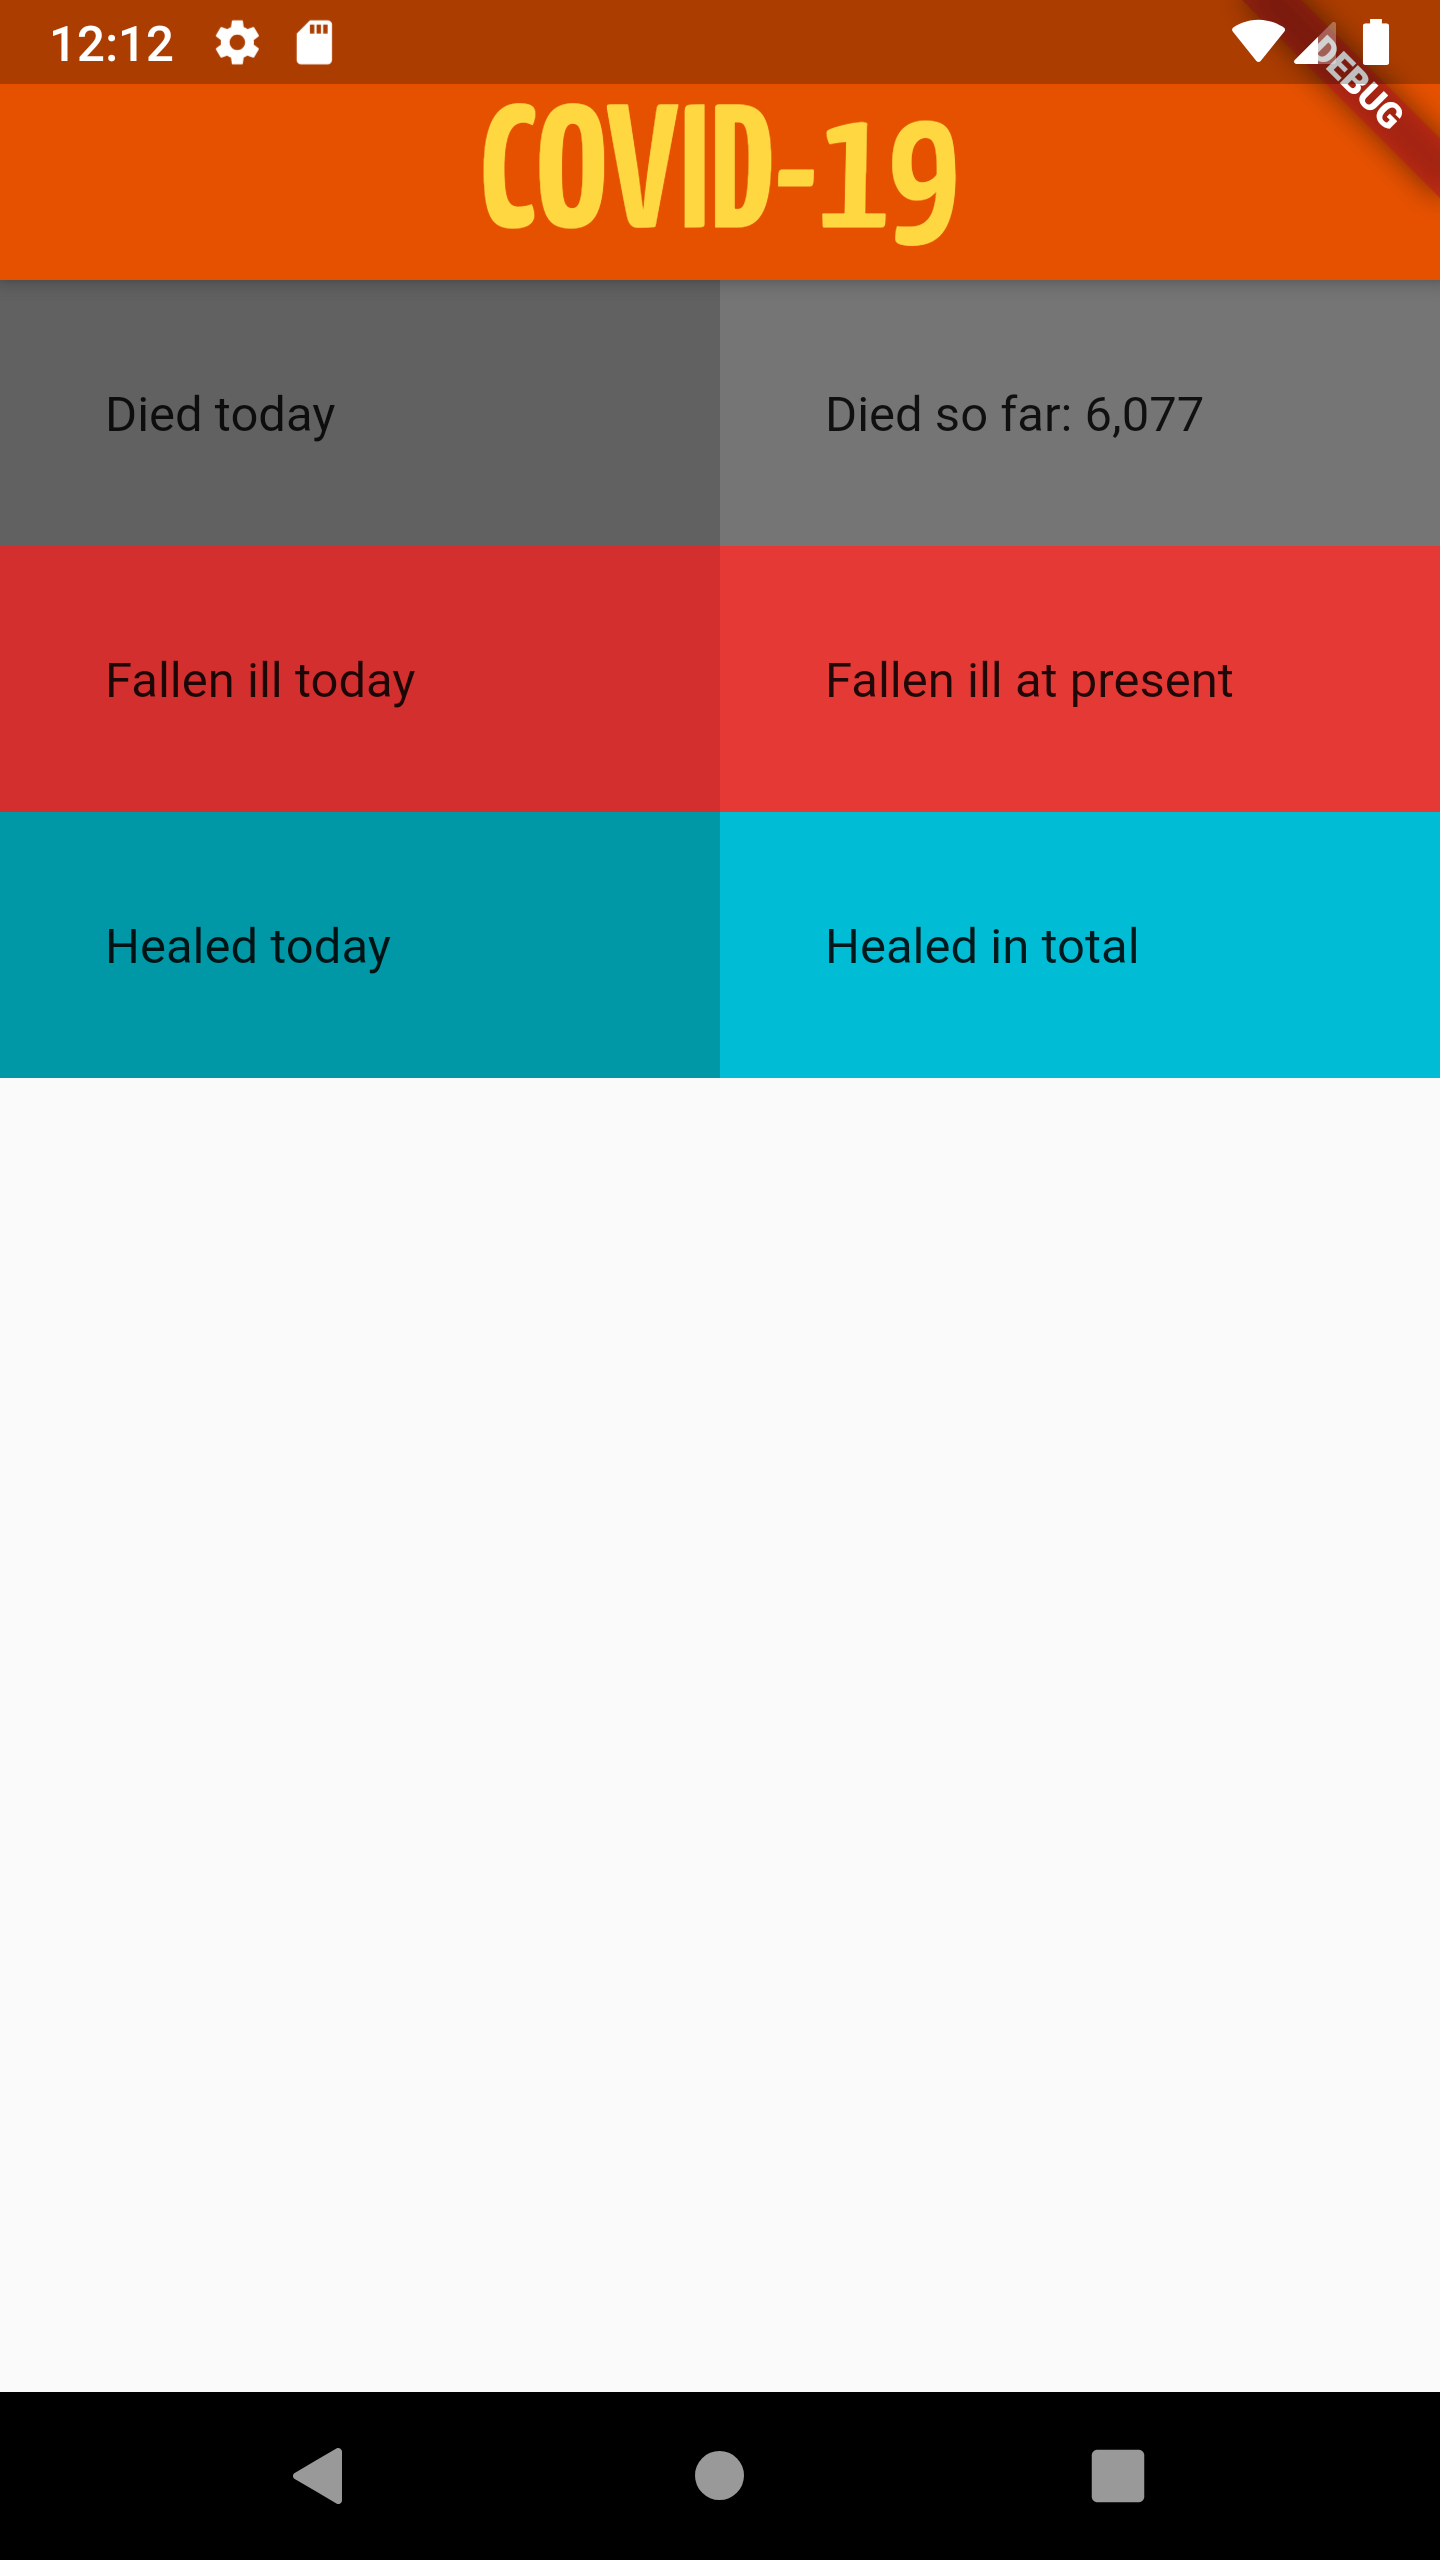 12:12
DEBUG
COVID-19
Died today
Died so far: 6,077
Fallen ill today
Fallen ill at present
Healed today
Healed in total